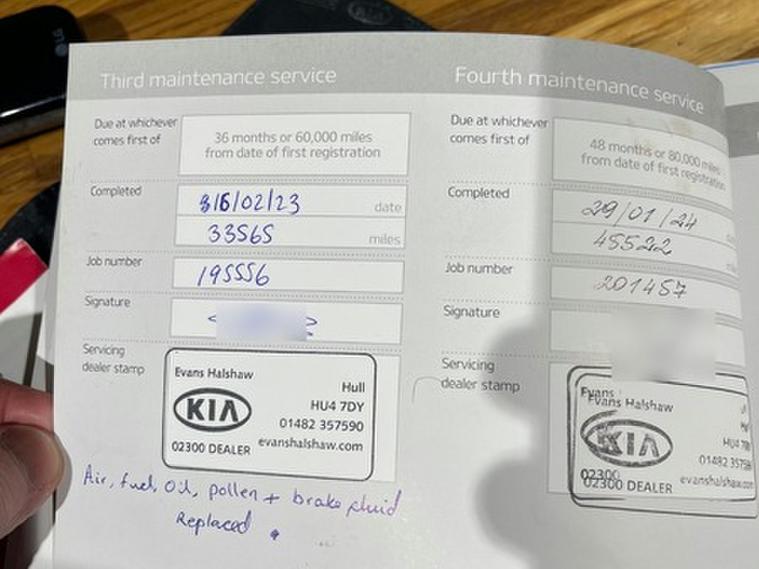 Third maintenance service
Due at whichever
comes first of
36 months or 60,000 miles
from date of first registration
Completed
16/02/23
date
33565
miles
Job number
195556
Signature
Servicing
dealer stamp
Evans Halshaw
Hull
KIA
HU4 7DY
01482 357590
02300 DEALER
evanshalshaw.com
Air, fuel, Oil, pollen + brake fluid
Replaced
Fourth maintenance service
Due at whichever
comes first of
48 months or 80,000 miles
from date of first registration
Completed
29/01/24
45522
Job number
201457
Signature
Servicing
dealer stamp
Evans
Evans Halshaw
KIA
HU4
01482 3575
02300
02300 DEALER
evanshalshaw.com
LG